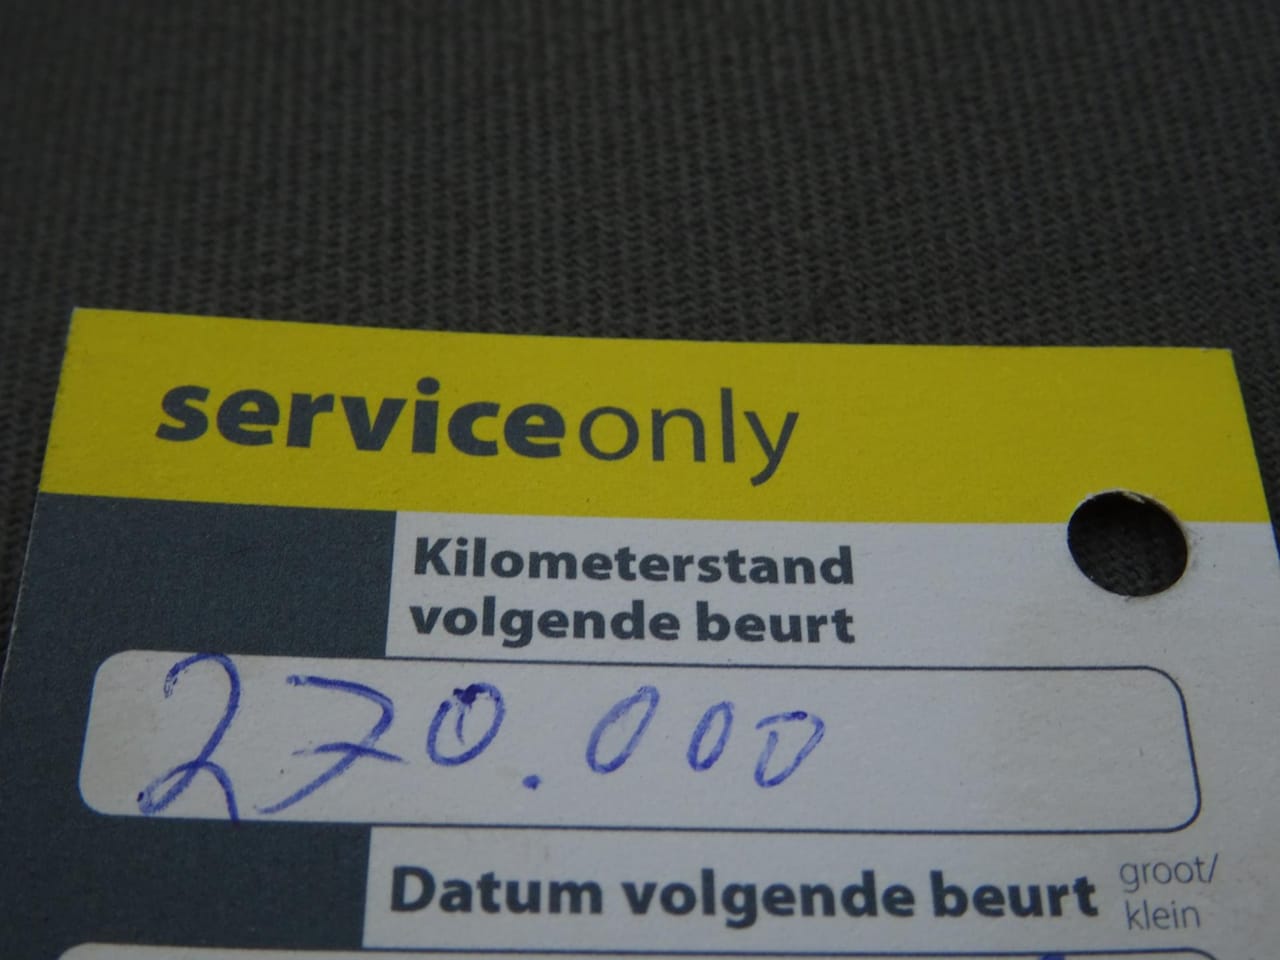 serviceonly
Kilometerstand
volgende beurt
270.000
Datum volgende beurt groot/
klein